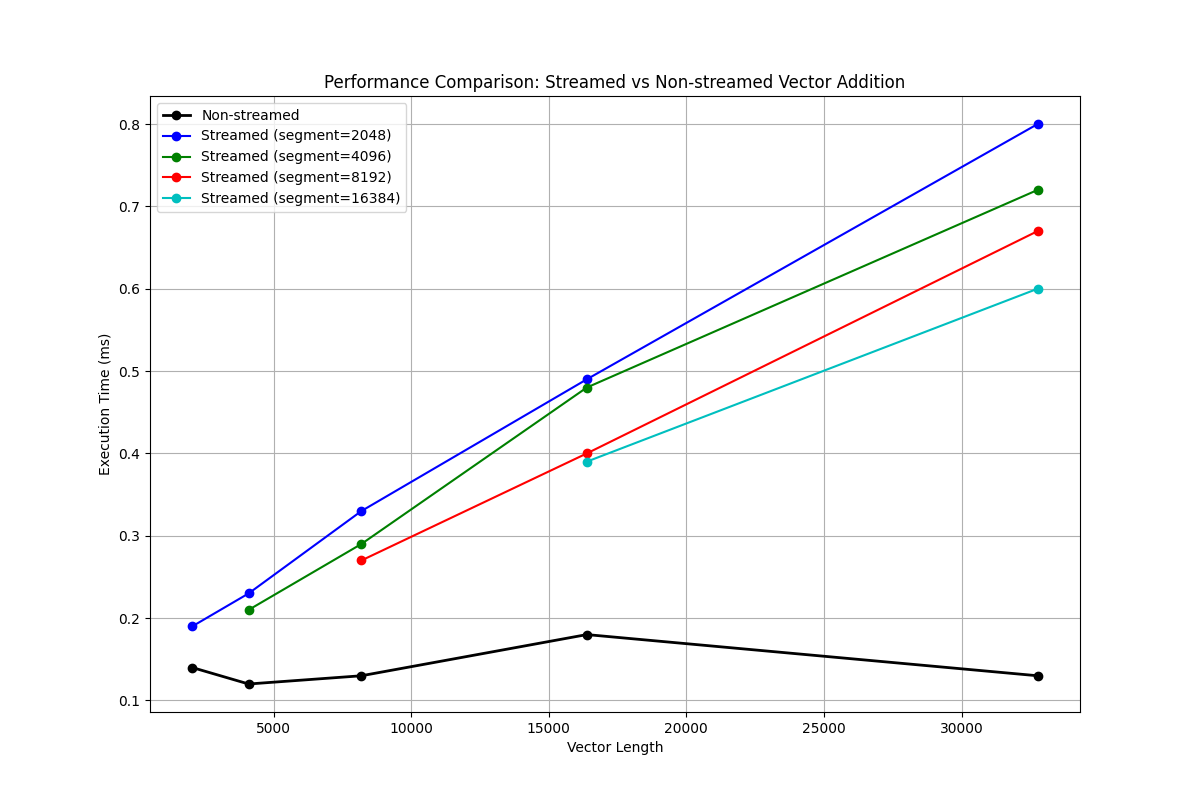 Performance Comparison: Streamed vs Non-streamed Vector Addition
Non-streamed
Streamed (segment=2048)
Streamed (segment=4096)
Streamed (segment=8192)
Streamed (segment=16384)
0.8
0.7
0.6
0.5
0.4
0.3
0.2
0.1
Execution Time (ms)
5000 10000 15000 20000 25000 30000
Vector Length